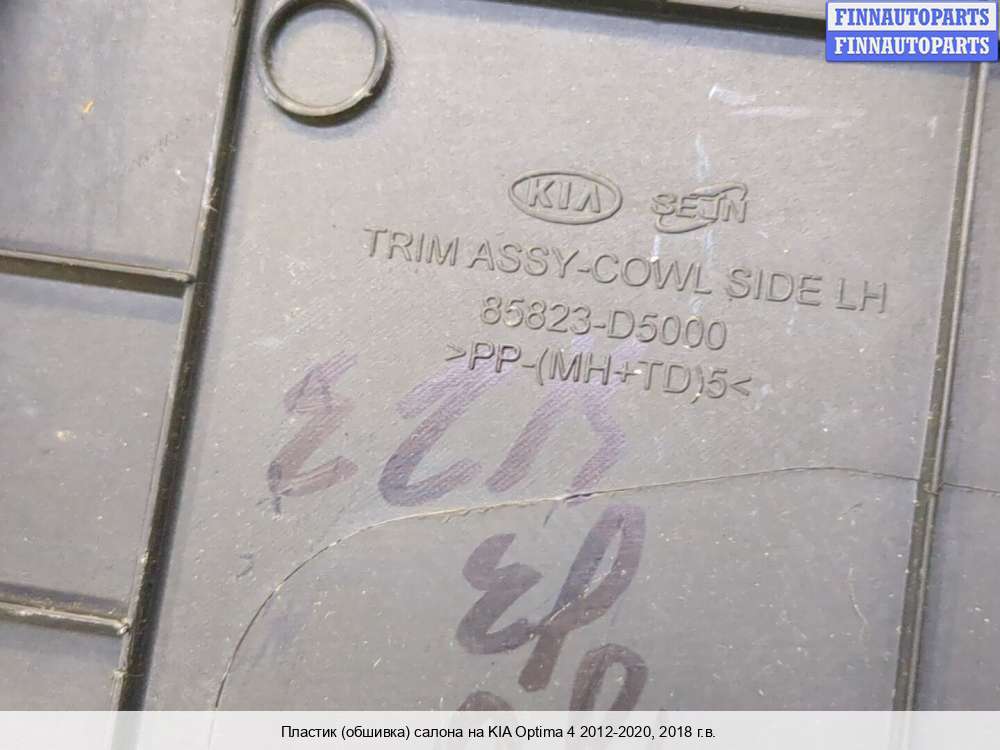 FINNAUTOPARTS
FINNAUTOPARTS
KIA SEJN
TRIM ASSY-COWL SIDE LH
85823-D5000
>PP-(MH+TD)5<
Пластик (обшивка) салона на KIA Optima 4 2012-2020, 2018 г.в.